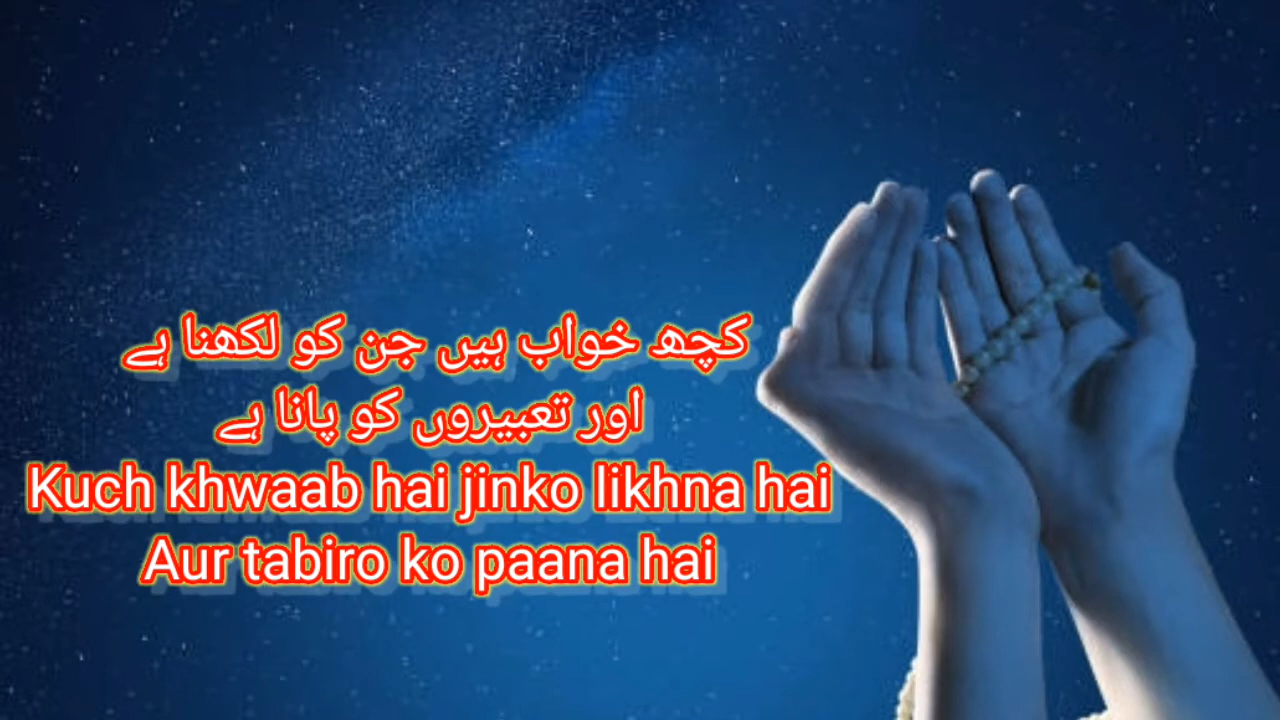 کچھ خواب ہیں جن کو لکھنا ہے
اور تعبیروں کو پانا ہے
Kuch khwaab hai jinko likhna hai
Aur tabiro ko paana hai